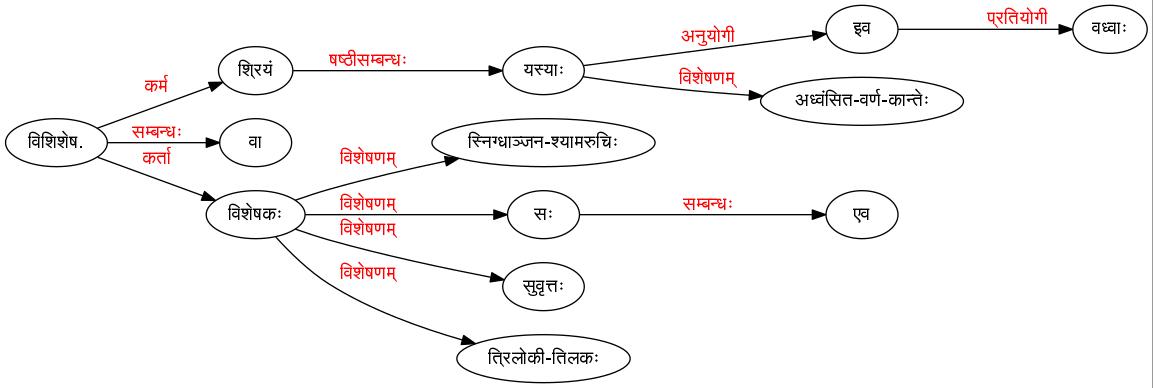 इव
प्रतियोगी
वध्वाः
अनुयोगी
श्रियं
षष्ठीसम्बन्धः
यस्याः
विशेषणम्
कर्म
अध्वंसित-वर्ण-कान्तेः
विशिशेष.
सम्बन्धः
वा
स्निग्धाञ्जन-श्यामरुचिः
कर्ता
विशेषणम्
विशेषकः
विशेषणम्
सः
सम्बन्धः
एव
विशेषणम्
विशेषणम्
सुवृत्तः
त्रिलोकी-तिलकः